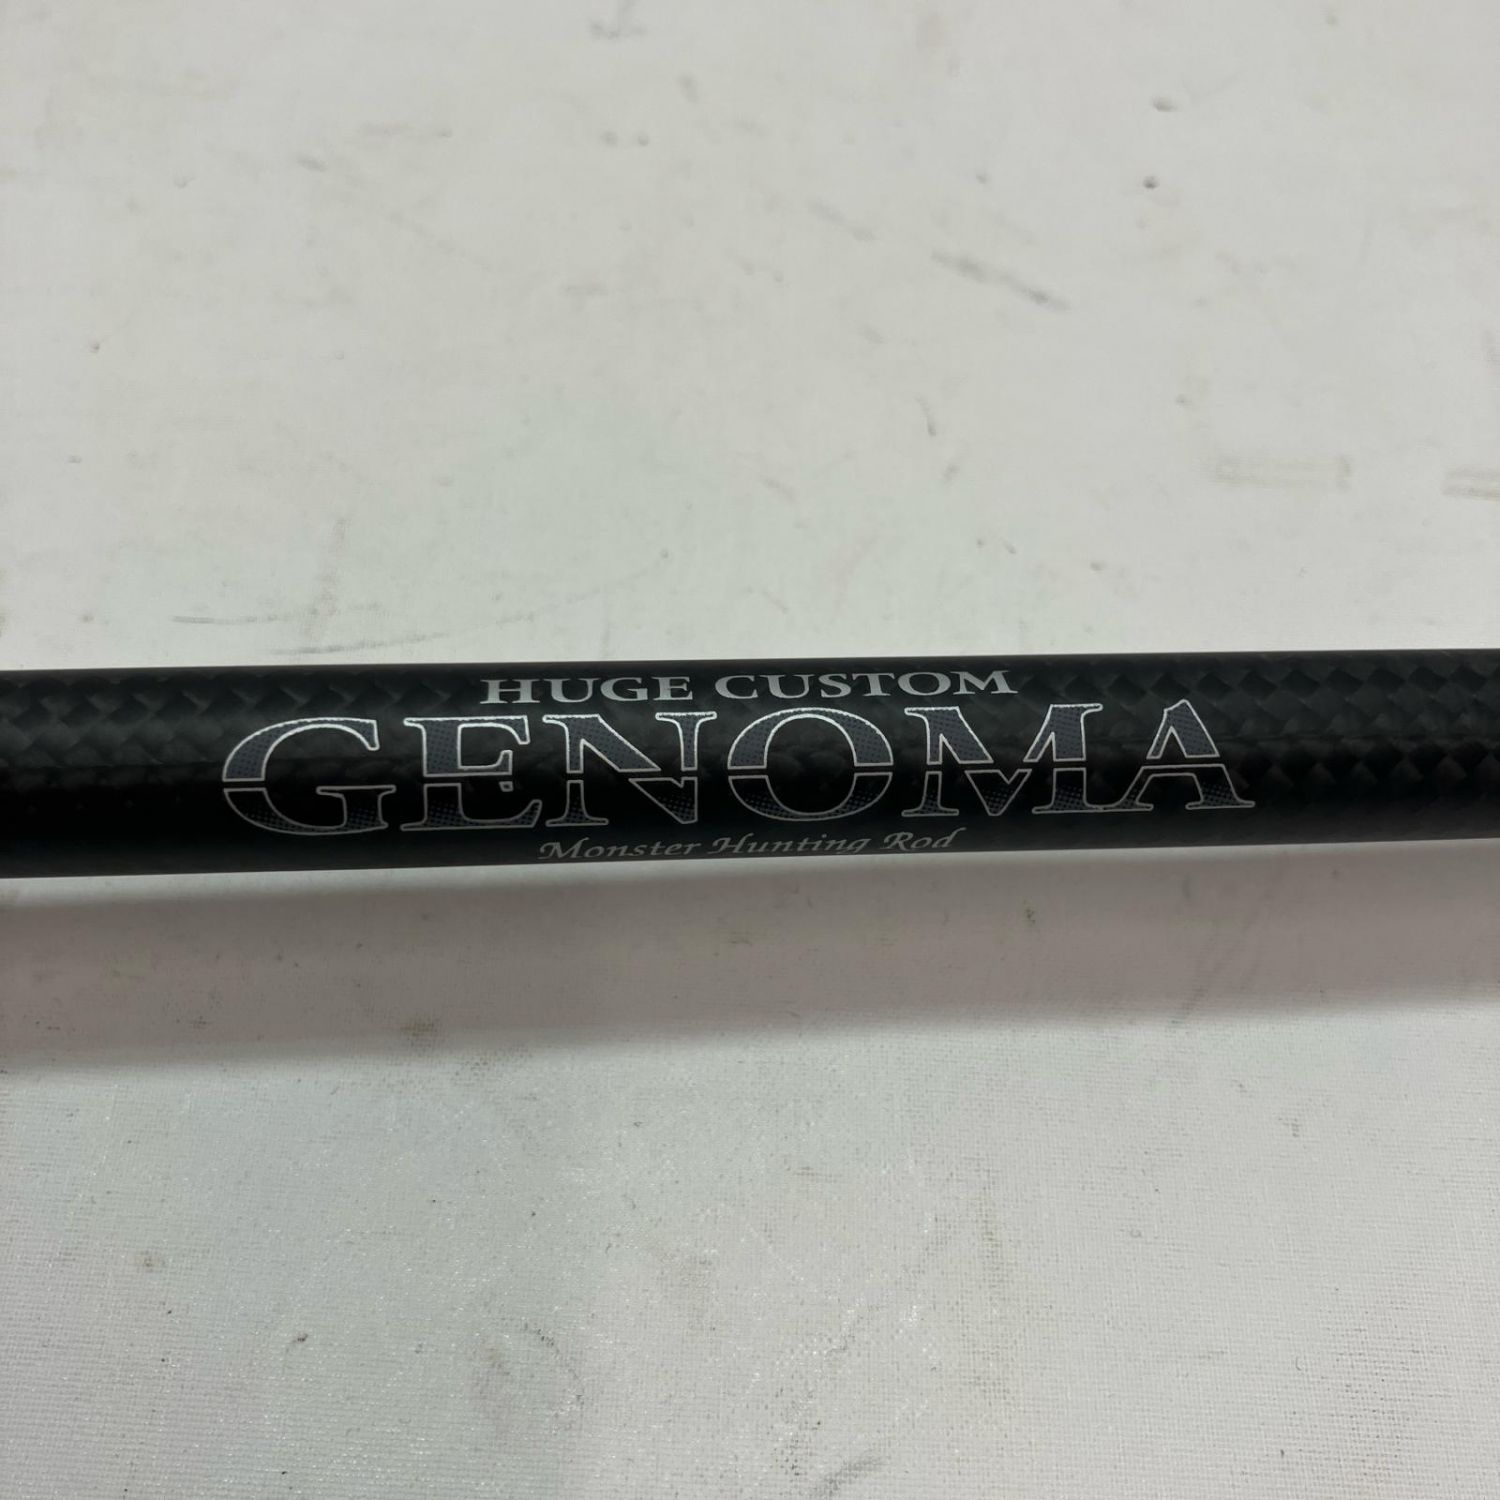 HUGE CUSTOM
GENOMA
Monster Hunting Rod